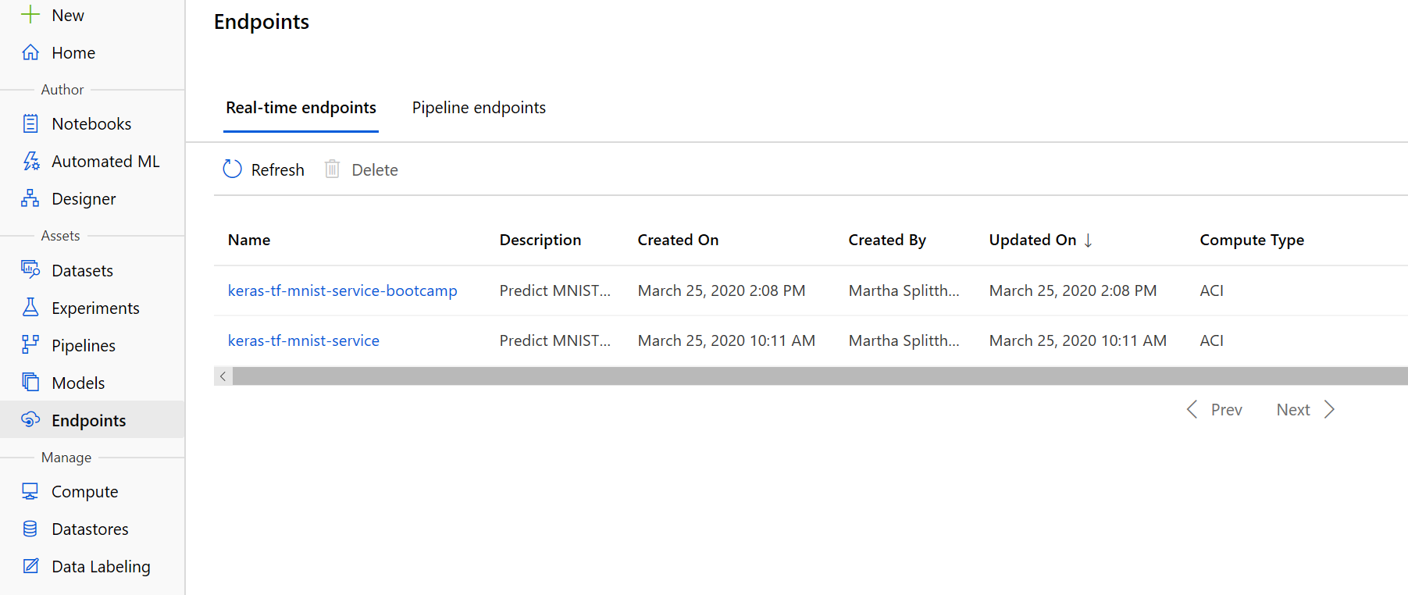 New
Home
Author
Notebooks
Automated ML
Designer
Assets
Datasets
Experiments
Pipelines
Models
Endpoints
Manage
Compute
Datastores
Data Labeling
Endpoints
Real-time endpoints Pipeline endpoints
Refresh Delete
Name Description Created On Created By Updated On ↓ Compute Type
keras-tf-mnist-service-bootcamp Predict MNIST... March 25, 2020 2:08 PM Martha Splitth... March 25, 2020 2:08 PM ACI
keras-tf-mnist-service Predict MNIST... March 25, 2020 10:11 AM Martha Splitth... March 25, 2020 10:11 AM ACI
Prev Next